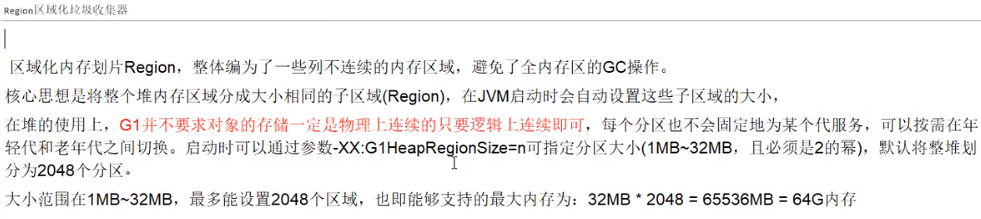 Region区域化垃圾收集器
区域化内存划片Region，整体编为了一些列不连续的内存区域，避免了全内存区的GC操作。
核心思想是将整个堆内存区域分成大小相同的子区域(Region)，在JVM启动时会自动设置这些子区域的大小，
在堆的使用上，G1并不要求对象的存储一定是物理上连续的只要逻辑上连续即可，每个分区也不会固定地为某个代服务，可以按需在年
轻代和老年代之间切换。启动时可以通过参数-XX:G1HeapRegionSize=n可指定分区大小(1MB~32MB，且必须是2的幂)，默认将整堆划
分为2048个分区。
大小范围在1MB~32MB，最多能设置2048个区域，也即能够支持的最大内存为：32MB * 2048 = 65536MB = 64G内存